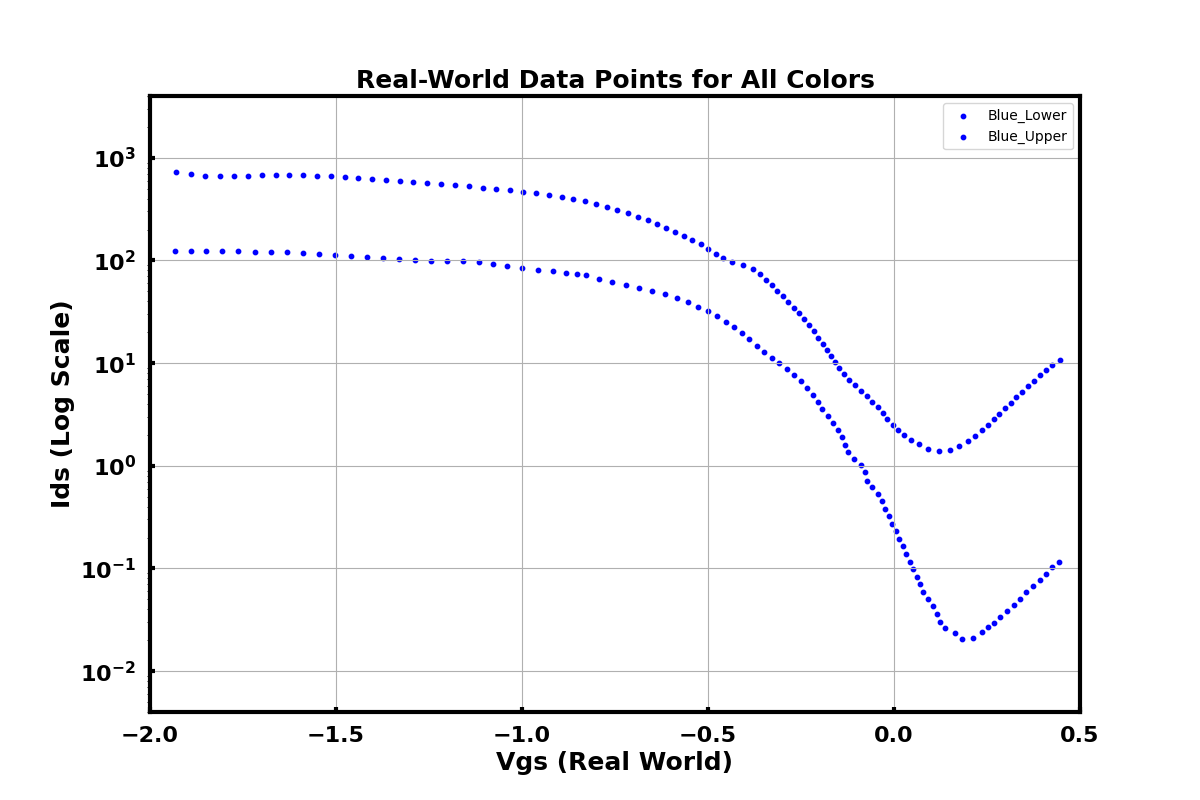 Real-World Data Points for All Colors
Blue_Lower
Blue_Upper
10³
10²
10¹
10⁰
10⁻¹
10⁻²
Ids (Log Scale)
−2.0 −1.5 −1.0 −0.5 0.0 0.5
Vgs (Real World)